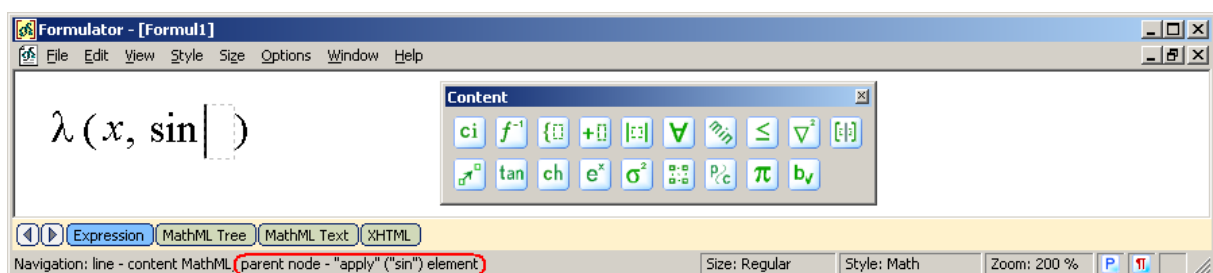 Formulator - [Formul1]
File Edit View Style Size Options Window Help
λ (x, sin )
Content
ci f⁻¹ {▯ +▯ |▯| ∀ ≤ ∇² [▯]
tan ch eˣ σ² P/C π b√
Expression MathML Tree MathML Text XHTML
Navigation: line - content MathML, parent node - "apply" ("sin") element Size: Regular Style: Math Zoom: 200 % P ¶